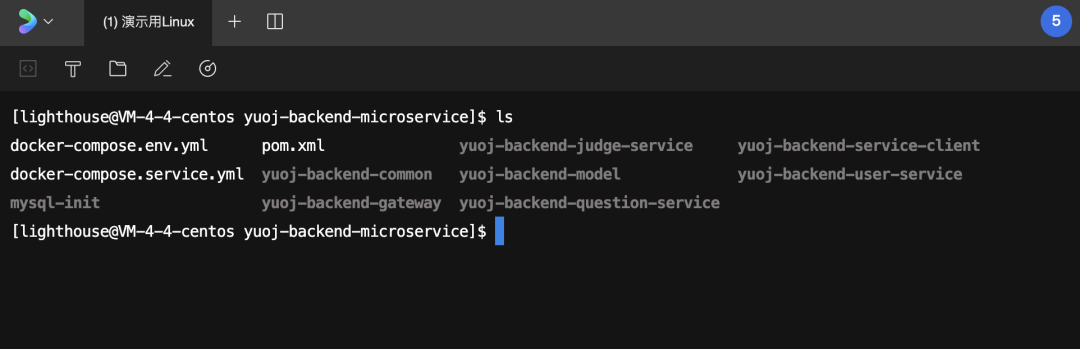 (1) 演示用Linux
5
[lighthouse@VM-4-4-centos yuoj-backend-microservice]$ ls
docker-compose.env.yml pom.xml yuoj-backend-judge-service yuoj-backend-service-client
docker-compose.service.yml yuoj-backend-common yuoj-backend-model yuoj-backend-user-service
mysql-init yuoj-backend-gateway yuoj-backend-question-service
[lighthouse@VM-4-4-centos yuoj-backend-microservice]$